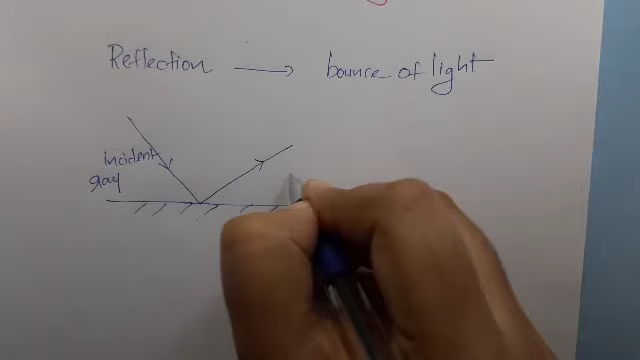 Reflection → bounce of light
incident
ray